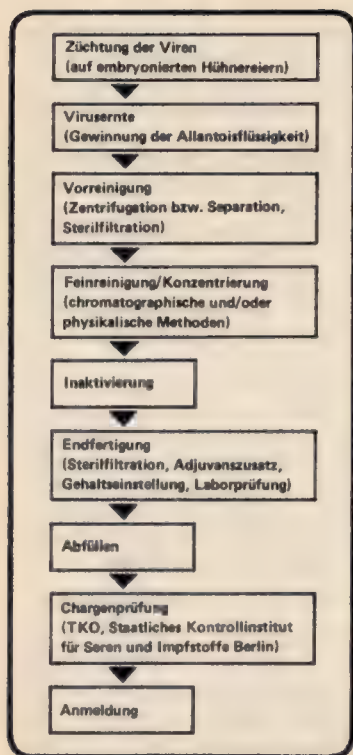 Züchtung der Viren
(auf embryonierten Hühnereiern)
Virusernte
(Gewinnung der Allantoisflüssigkeit)
Vorreinigung
(Zentrifugation bzw. Separation,
Sterilfiltration)
Feinreinigung/Konzentrierung
(chromatographische und/oder
physikalische Methoden)
Inaktivierung
Endfertigung
(Sterilfiltration, Adjuvanszusatz,
Gehaltseinstellung, Laborprüfung)
Abfüllen
Chargenprüfung
(TKO, Staatliches Kontrollinstitut
für Seren und Impfstoffe Berlin)
Anmeldung